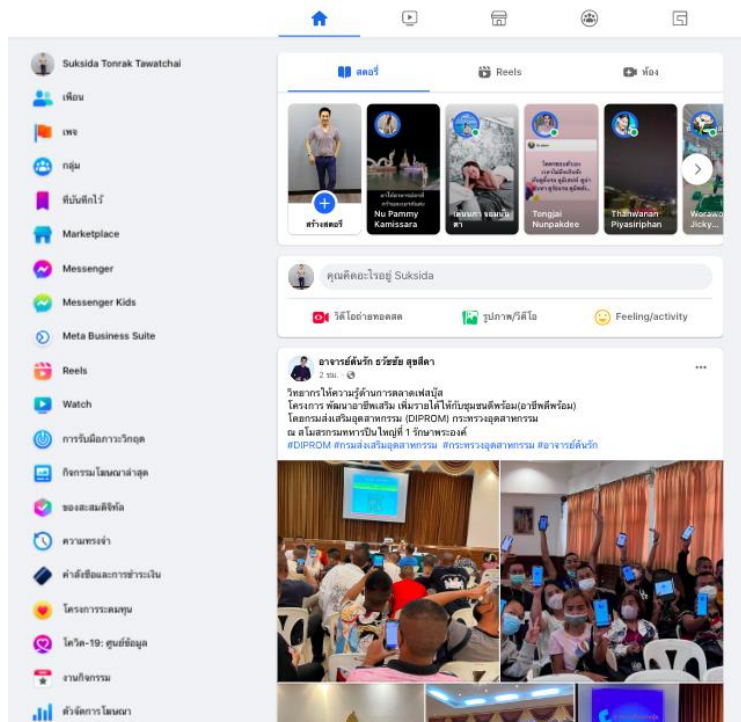 Suksida Tonrak Tawatchai
เพื่อน
เพจ
กลุ่ม
ที่บันทึกไว้
Marketplace
Messenger
Messenger Kids
Meta Business Suite
Reels
Watch
การรับมือภาวะวิกฤต
กิจกรรมโฆษณาล่าสุด
ของสะสมดิจิทัล
ความทรงจำ
คำสั่งซื้อและการชำระเงิน
โครงการระดมทุน
โควิด-19: ศูนย์ข้อมูล
งานกิจกรรม
ตัวจัดการโฆษณา
สตอรี่
Reels
ห้อง
สร้างสตอรี่
Nu Pammy
Kamissara
Tongjai
Nunpakdee
Thanwanan
Piyasiriphan
Worawo
Jicky...
คุณคิดอะไรอยู่ Suksida
วิดีโอถ่ายทอดสด
รูปภาพ/วิดีโอ
Feeling/activity
อาจารย์ต้นรัก ธวัชชัย สุขสีดา
2 ชม. ·
วิทยากรให้ความรู้ด้านการตลาดเฟสบุ๊ส
โครงการ พัฒนาอาชีพเสริม เพิ่มรายได้ให้กับชุมชนดีพร้อม(อาชีพดีพร้อม)
โดยกรมส่งเสริมอุตสาหกรรม (DIPROM) กระทรวงอุตสาหกรรม
ณ สโมสรกรมทหารปืนใหญ่ที่ 1 รักษาพระองค์
#DIPROM #กรมส่งเสริมอุตสาหกรรม #กระทรวงอุตสาหกรรม #อาจารย์ต้นรัก